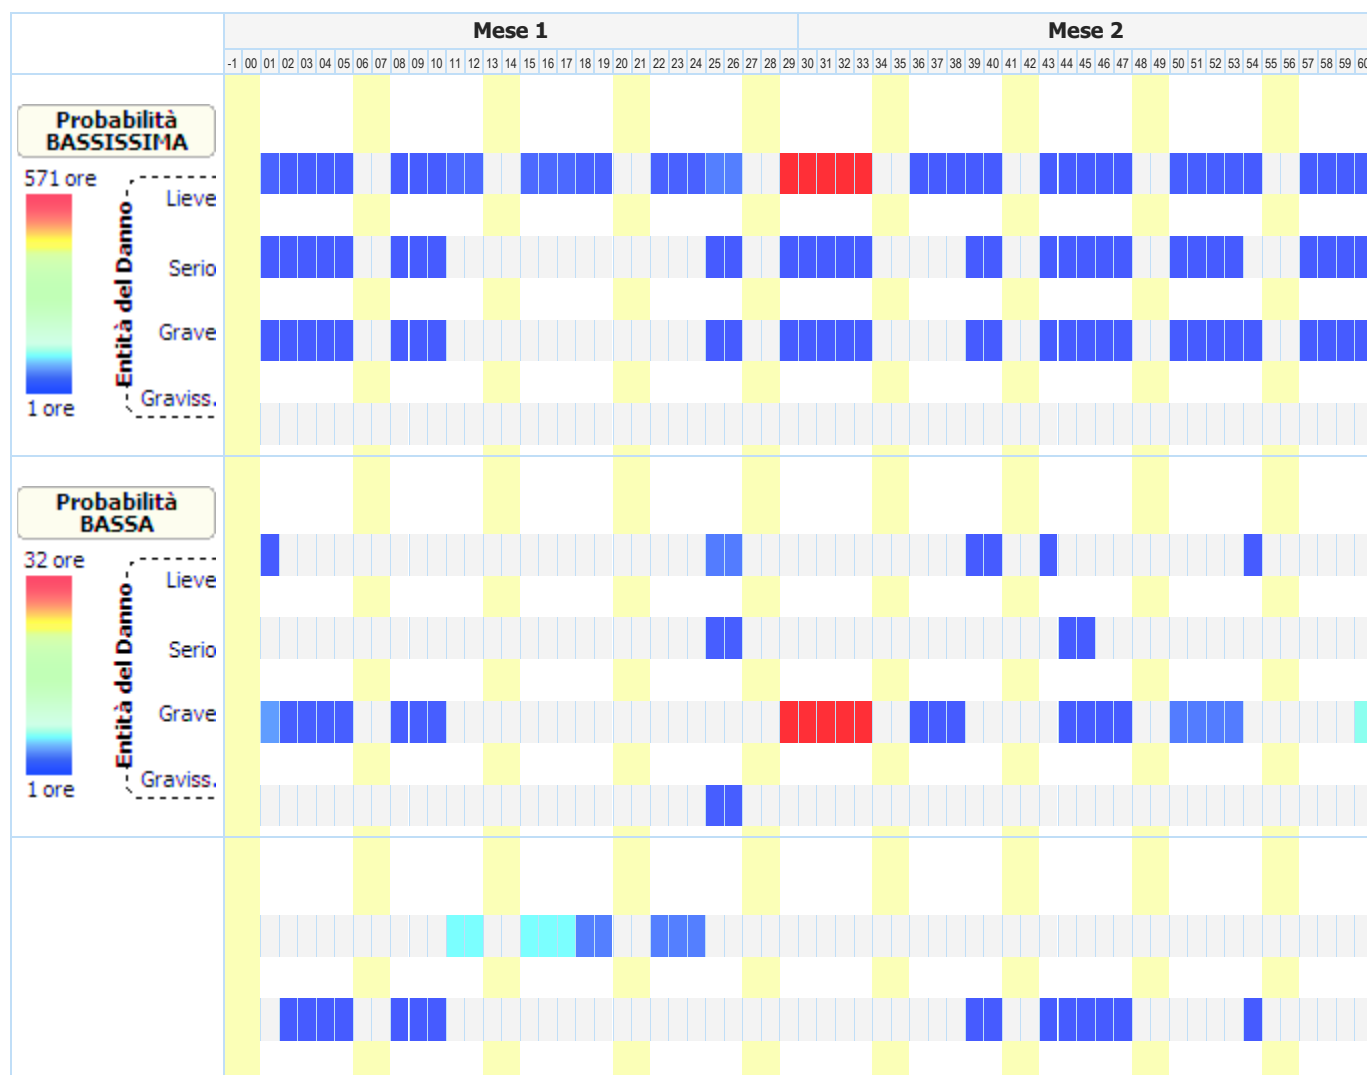 Mese 1 Mese 2
-1 00 01 02 03 04 05 06 07 08 09 10 11 12 13 14 15 16 17 18 19 20 21 22 23 24 25 26 27 28 29 30 31 32 33 34 35 36 37 38 39 40 41 42 43 44 45 46 47 48 49 50 51 52 53 54 55 56 57 58 59 60
Probabilità
BASSISSIMA
571 ore
Entità del Danno
Lieve
Serio
Grave
Graviss.
1 ore
Probabilità
BASSA
32 ore
Entità del Danno
Lieve
Serio
Grave
Graviss.
1 ore